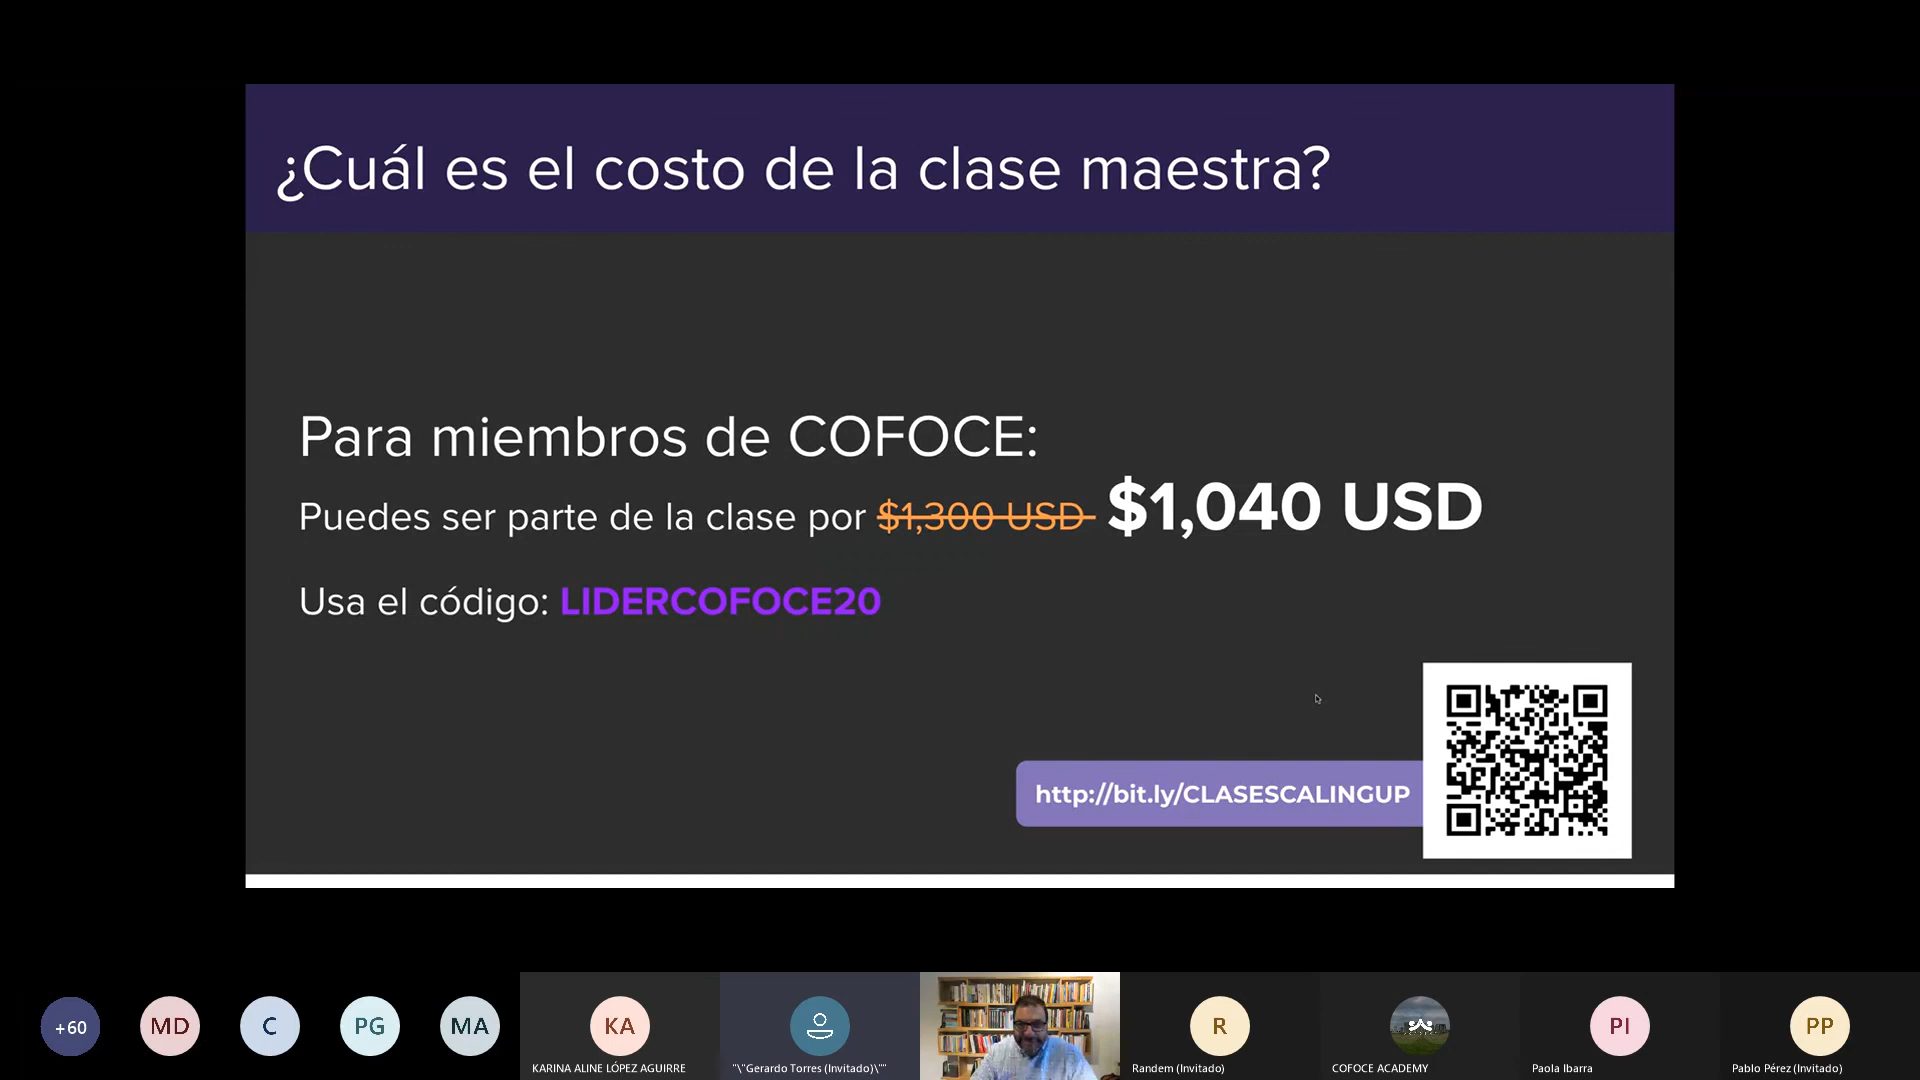 ¿Cuál es el costo de la clase maestra?
Para miembros de COFOCE:
Puedes ser parte de la clase por $1,300 USD $1,040 USD
Usa el código: LIDERCOFOCE20
http://bit.ly/CLASESCALINGUP
+60
MD
C
PG
MA
KA
KARINA ALINE LÓPEZ AGUIRRE
"\"Gerardo Torres (Invitado)\""
R
Randem (Invitado)
COFOCE ACADEMY
PI
Paola Ibarra
PP
Pablo Pérez (Invitado)